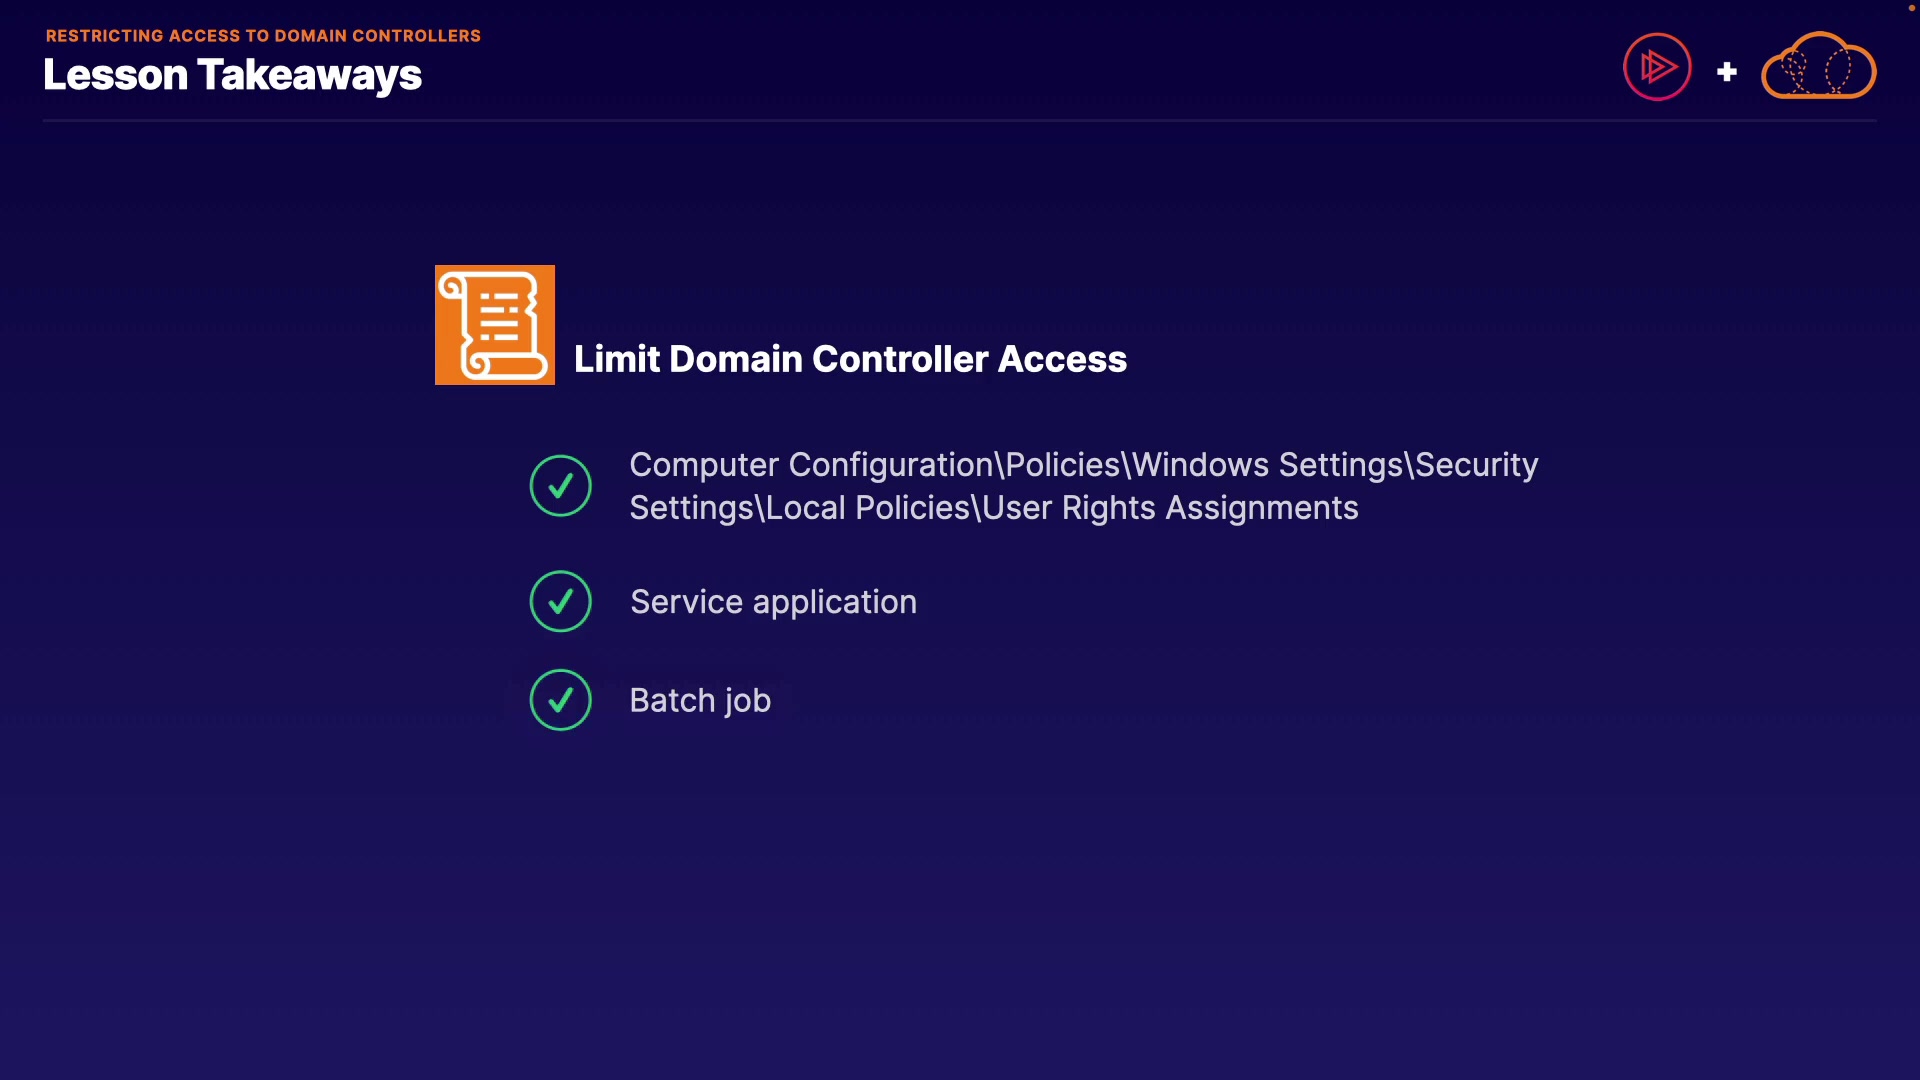 RESTRICTING ACCESS TO DOMAIN CONTROLLERS
Lesson Takeaways
Limit Domain Controller Access
Computer Configuration\Policies\Windows Settings\Security
Settings\Local Policies\User Rights Assignments
Service application
Batch job